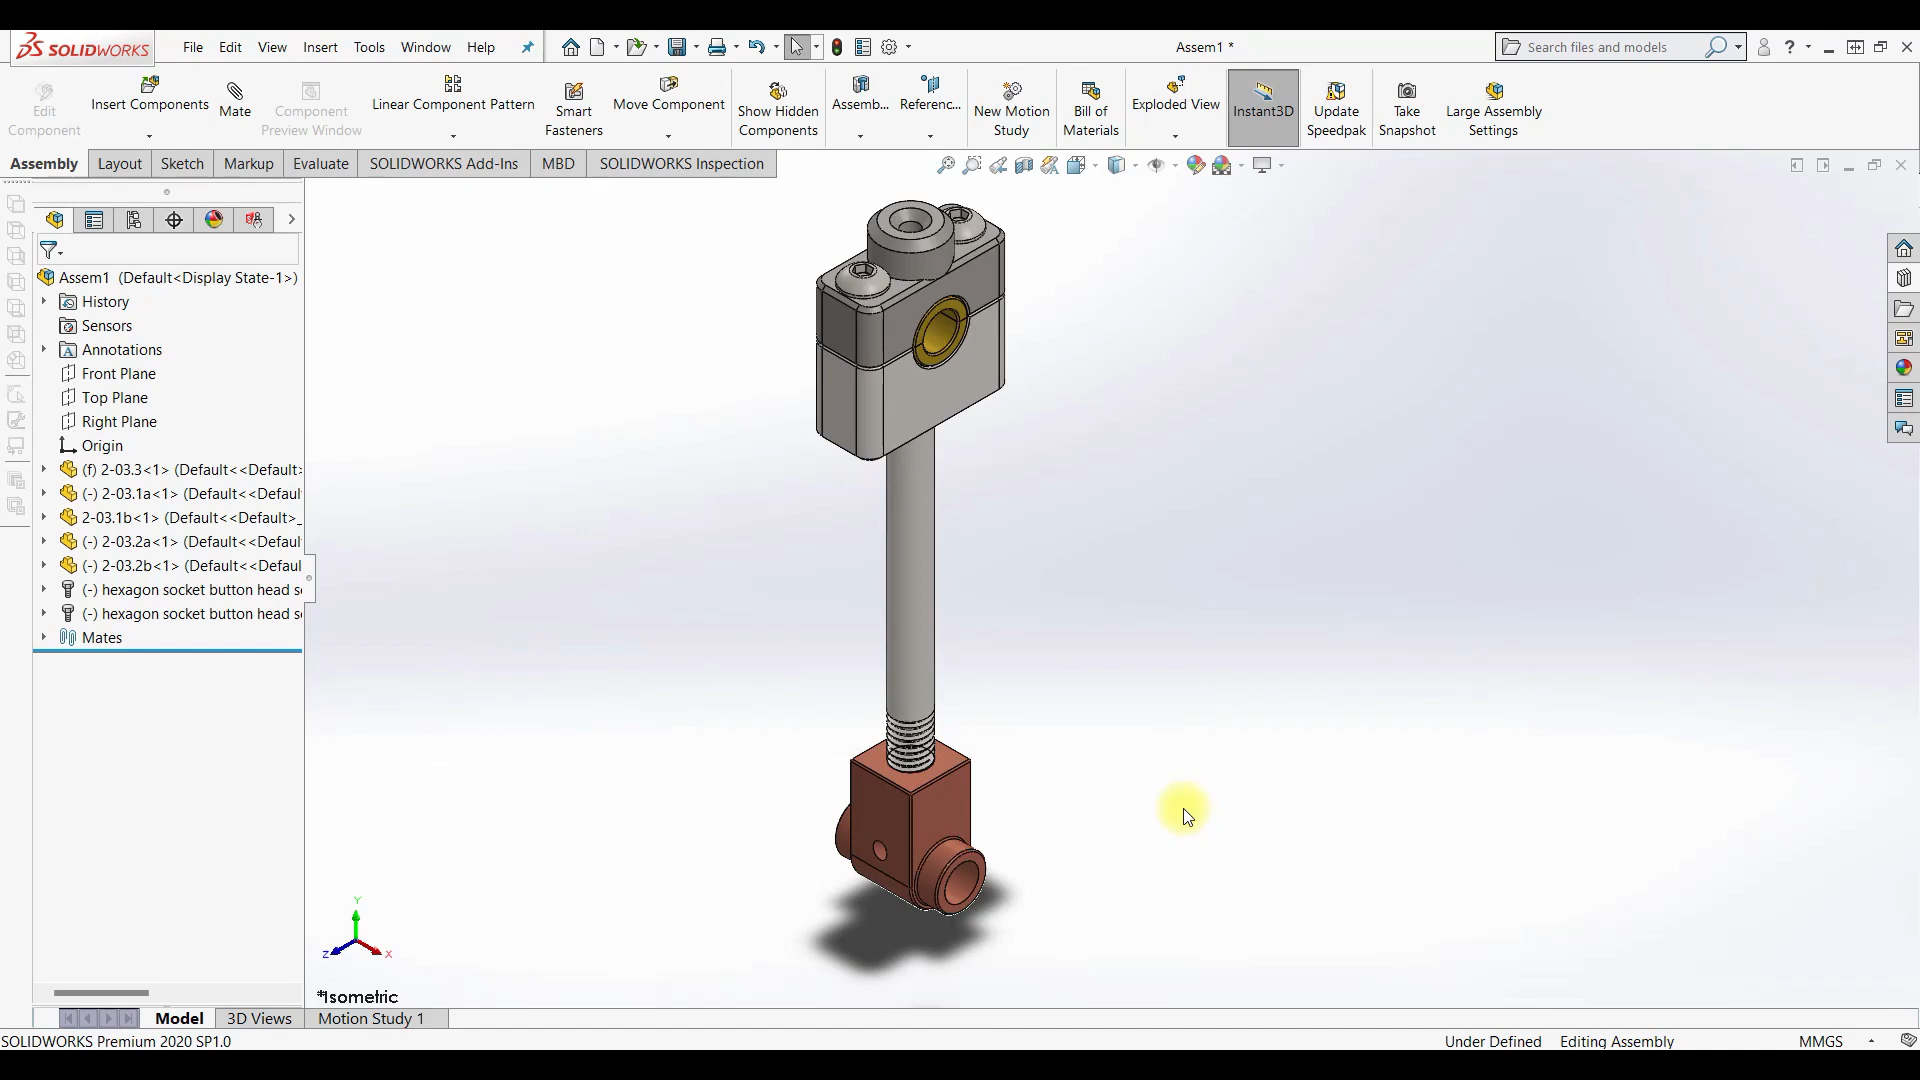 SOLIDWORKS File Edit View Insert Tools Window Help Assem1 * Search files and models ?
Edit Component
Insert Components
Mate
Component Preview Window
Linear Component Pattern
Smart Fasteners
Move Component
Show Hidden Components
Assemb...
Referenc...
New Motion Study
Bill of Materials
Exploded View
Instant3D
Update Speedpak
Take Snapshot
Large Assembly Settings
Assembly Layout Sketch Markup Evaluate SOLIDWORKS Add-Ins MBD SOLIDWORKS Inspection
Assem1 (Default<Display State-1>)
History
Sensors
A Annotations
Front Plane
Top Plane
Right Plane
Origin
(f) 2-03.3<1> (Default<<Default>
(-) 2-03.1a<1> (Default<<Defaul
2-03.1b<1> (Default<<Default>_
(-) 2-03.2a<1> (Default<<Defaul
(-) 2-03.2b<1> (Default<<Defaul
(-) hexagon socket button head s
(-) hexagon socket button head s
Mates
Y
Z X
*Isometric
Model 3D Views Motion Study 1
SOLIDWORKS Premium 2020 SP1.0 Under Defined Editing Assembly MMGS